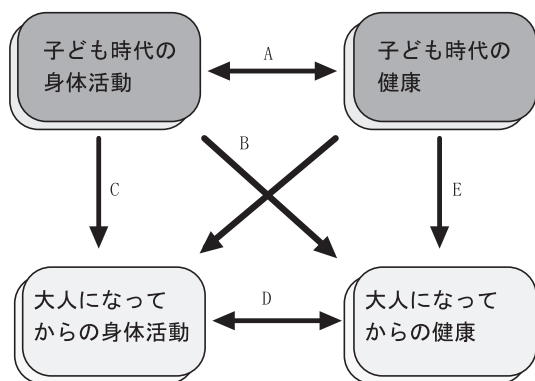 子ども時代の
身体活動
A
子ども時代の
健康
B
C
E
大人になって
からの身体活動
D
大人になって
からの健康